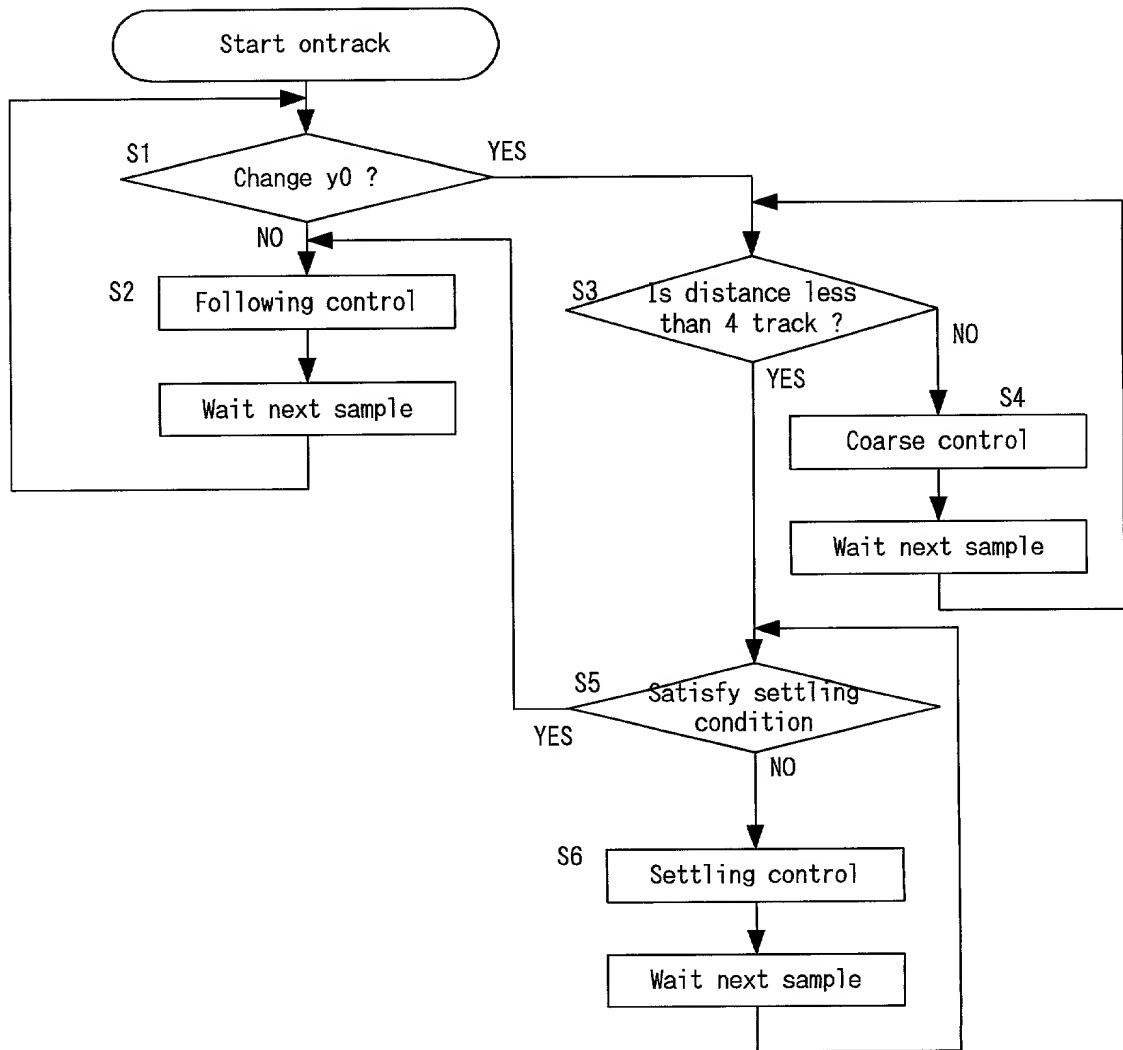 Start ontrack
S1
Change y0 ?
YES
NO
S2
Following control
Wait next sample
S3
Is distance less
than 4 track ?
NO
YES
S4
Coarse control
Wait next sample
S5
Satisfy settling
condition
YES
NO
S6
Settling control
Wait next sample